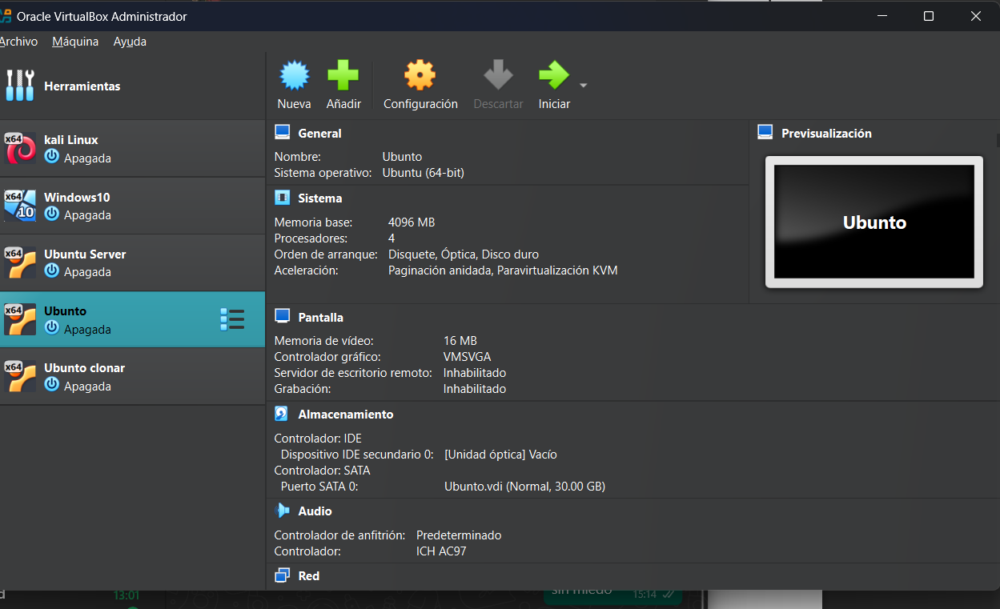 Oracle VirtualBox Administrador
Archivo Máquina Ayuda
Herramientas
Nueva Añadir Configuración Descartar Iniciar
x64 kali Linux
Apagada
x64 Windows10
10 Apagada
x64 Ubuntu Server
Apagada
x64 Ubunto
Apagada
x64 Ubunto clonar
Apagada
General
Nombre: Ubunto
Sistema operativo: Ubuntu (64-bit)
Previsualización
Ubunto
Sistema
Memoria base: 4096 MB
Procesadores: 4
Orden de arranque: Disquete, Óptica, Disco duro
Aceleración: Paginación anidada, Paravirtualización KVM
Pantalla
Memoria de vídeo: 16 MB
Controlador gráfico: VMSVGA
Servidor de escritorio remoto: Inhabilitado
Grabación: Inhabilitado
Almacenamiento
Controlador: IDE
Dispositivo IDE secundario 0: [Unidad óptica] Vacío
Controlador: SATA
Puerto SATA 0: Ubunto.vdi (Normal, 30.00 GB)
Audio
Controlador de anfitrión: Predeterminado
Controlador: ICH AC97
Red
13:01
sin miedo 15:14